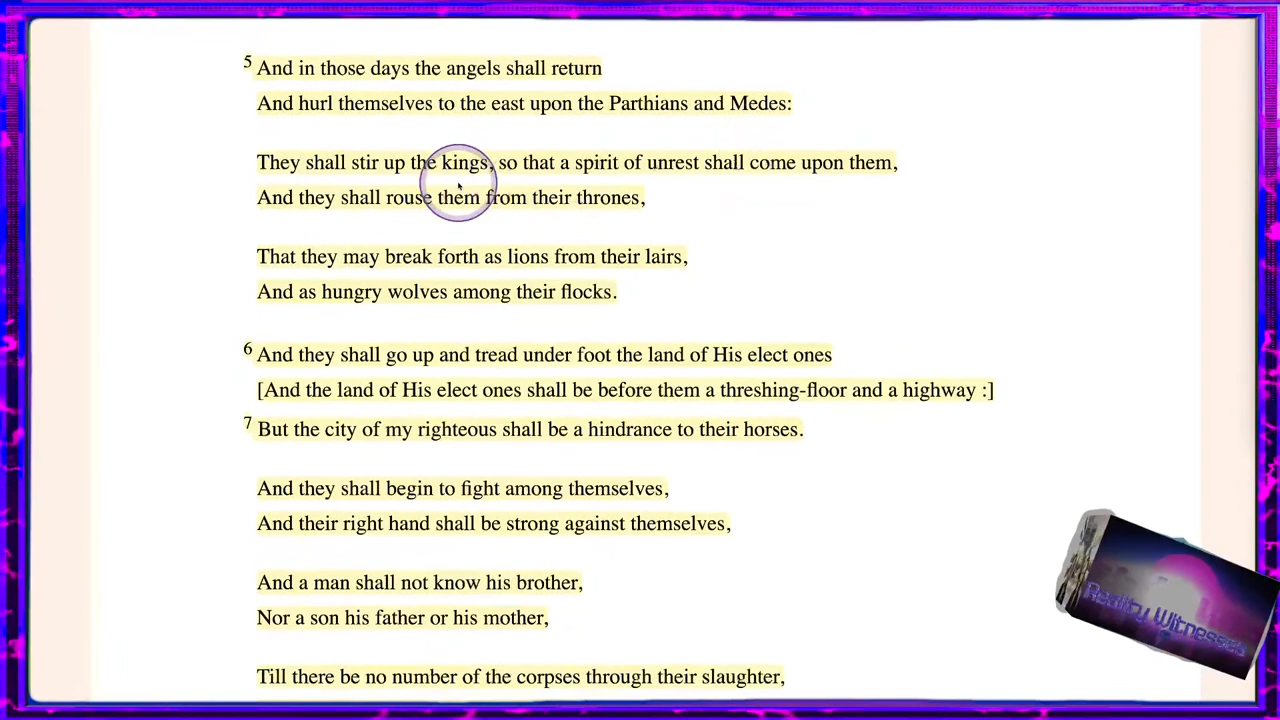 5 And in those days the angels shall return
And hurl themselves to the east upon the Parthians and Medes:
They shall stir up the kings, so that a spirit of unrest shall come upon them,
And they shall rouse them from their thrones,
That they may break forth as lions from their lairs,
And as hungry wolves among their flocks.
6 And they shall go up and tread under foot the land of His elect ones
[And the land of His elect ones shall be before them a threshing-floor and a highway :]
7 But the city of my righteous shall be a hindrance to their horses.
And they shall begin to fight among themselves,
And their right hand shall be strong against themselves,
And a man shall not know his brother,
Nor a son his father or his mother,
Till there be no number of the corpses through their slaughter,
Reality Witnesses